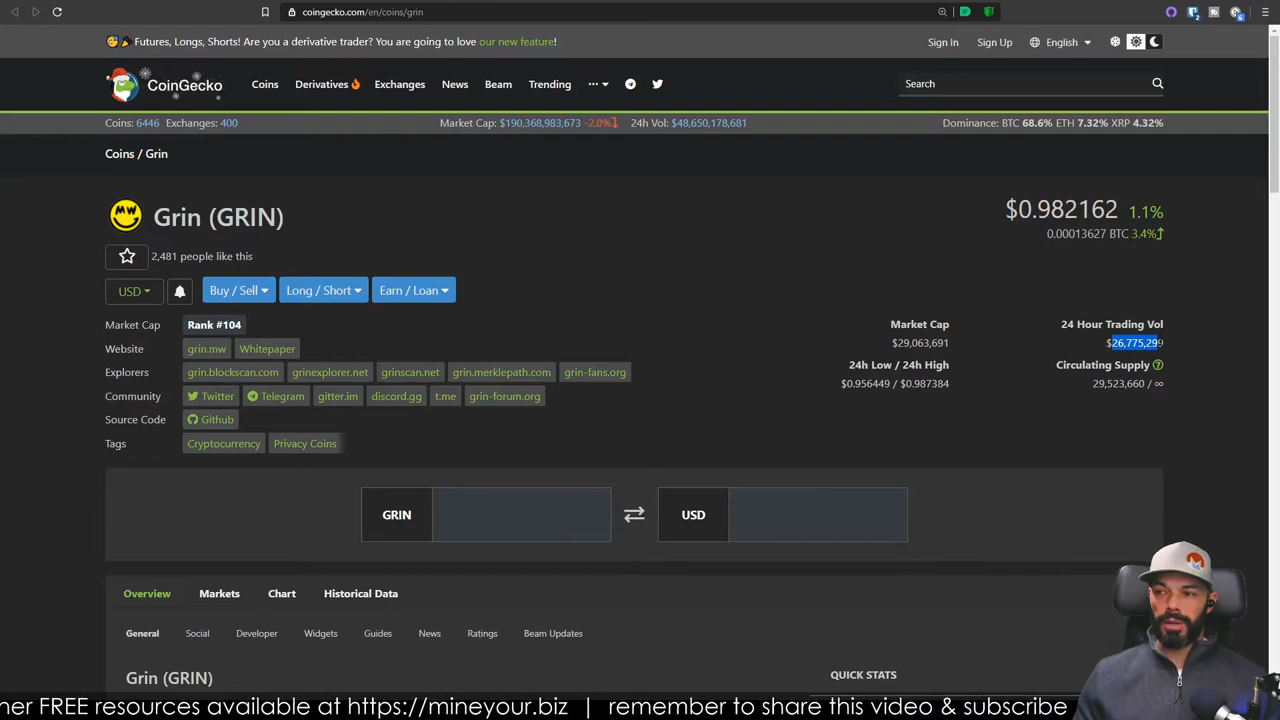 coingecko.com/en/coins/grin
Futures, Longs, Shorts! Are you a derivative trader? You are going to love our new feature!
Sign In Sign Up English
CoinGecko Coins Derivatives Exchanges News Beam Trending Search
Coins: 6446 Exchanges: 400 Market Cap: $190,368,983,673 -2.0% 24h Vol: $48,650,178,681 Dominance: BTC 68.6% ETH 7.32% XRP 4.32%
Coins / Grin
MW Grin (GRIN)
$0.982162 1.1%
0.00013627 BTC 3.4%
2,481 people like this
USD Buy / Sell Long / Short Earn / Loan
Market Cap Rank #104
Website grin.mw Whitepaper
Explorers grin.blockscan.com grinexplorer.net grinscan.net grin.merklepath.com grin-fans.org
Community Twitter Telegram gitter.im discord.gg t.me grin-forum.org
Source Code Github
Tags Cryptocurrency Privacy Coins
Market Cap 24 Hour Trading Vol
$29,063,691 $26,775,299
24h Low / 24h High Circulating Supply
$0.956449 / $0.987384 29,523,660 / ∞
GRIN USD
Overview Markets Chart Historical Data
General Social Developer Widgets Guides News Ratings Beam Updates
Grin (GRIN) QUICK STATS
ner FREE resources available at https://mineyour.biz | remember to share this video & subscribe